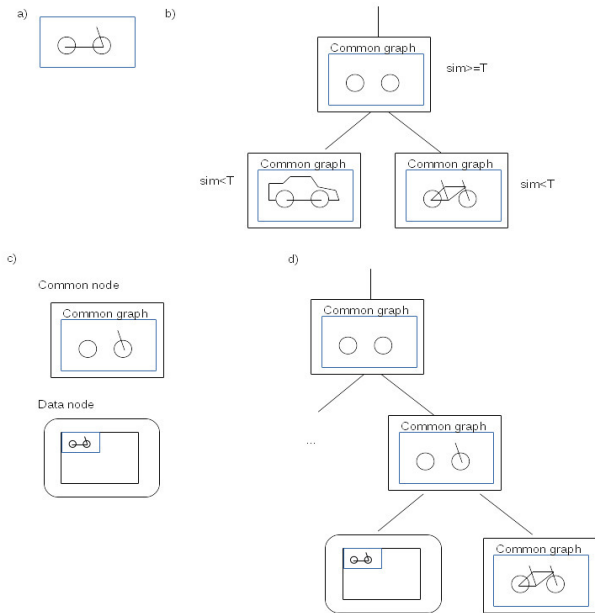 a)
b)
Common graph
sim>=T
sim<T
Common graph
Common graph
sim<T
c)
Common node
Common graph
Data node
d)
Common graph
...
Common graph
Common graph